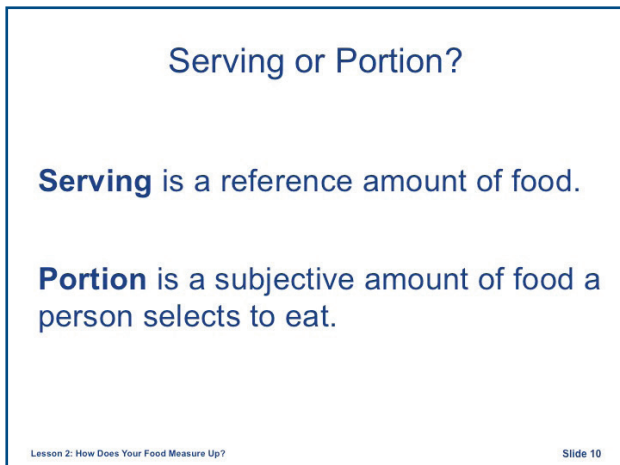 Serving or Portion?
Serving is a reference amount of food.
Portion is a subjective amount of food a
person selects to eat.
Lesson 2: How Does Your Food Measure Up?
Slide 10